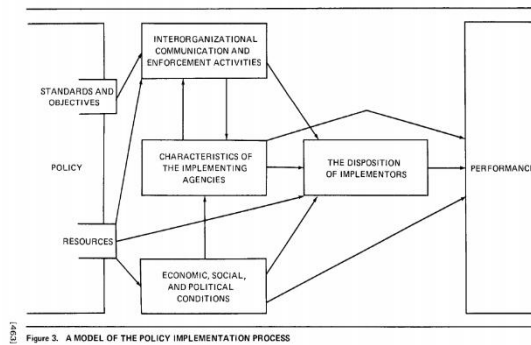 INTERORGANIZATIONAL
COMMUNICATION AND
ENFORCEMENT ACTIVITIES
STANDARDS AND
OBJECTIVES
CHARACTERISTICS OF
THE IMPLEMENTING
AGENCIES
THE DISPOSITION
OF IMPLEMENTORS
POLICY
PERFORMANCE
RESOURCES
ECONOMIC, SOCIAL,
AND POLITICAL
CONDITIONS
[463]
Figure 3. A MODEL OF THE POLICY IMPLEMENTATION PROCESS